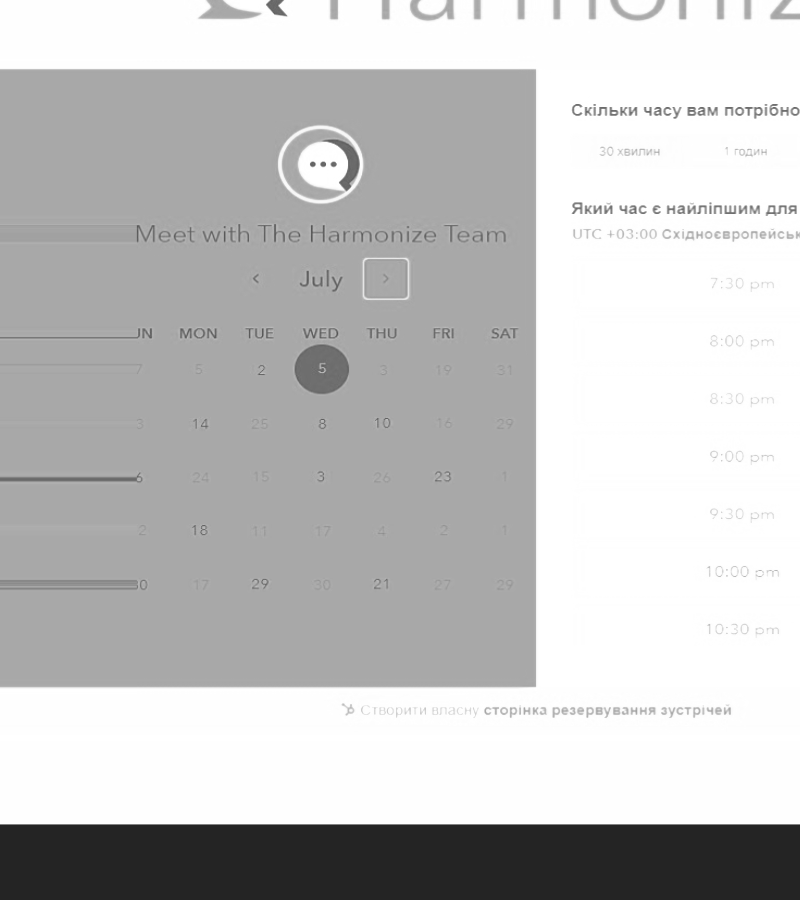 Harmoniz
Meet with The Harmonize Team
< July >
UN MON TUE WED THU FRI SAT
7 5 2 5 3 19 31
3 14 25 8 10 16 29
6 24 15 3 26 23 1
2 18 11 17 4 2 1
30 17 29 30 21 27 29
Скільки часу вам потрібно
30 хвилин 1 годин
Який час є найліпшим для
UTC +03:00 Східноєвропейськ
7:30 pm
8:00 pm
8:30 pm
9:00 pm
9:30 pm
10:00 pm
10:30 pm
Створити власну сторінка резервування зустрічей